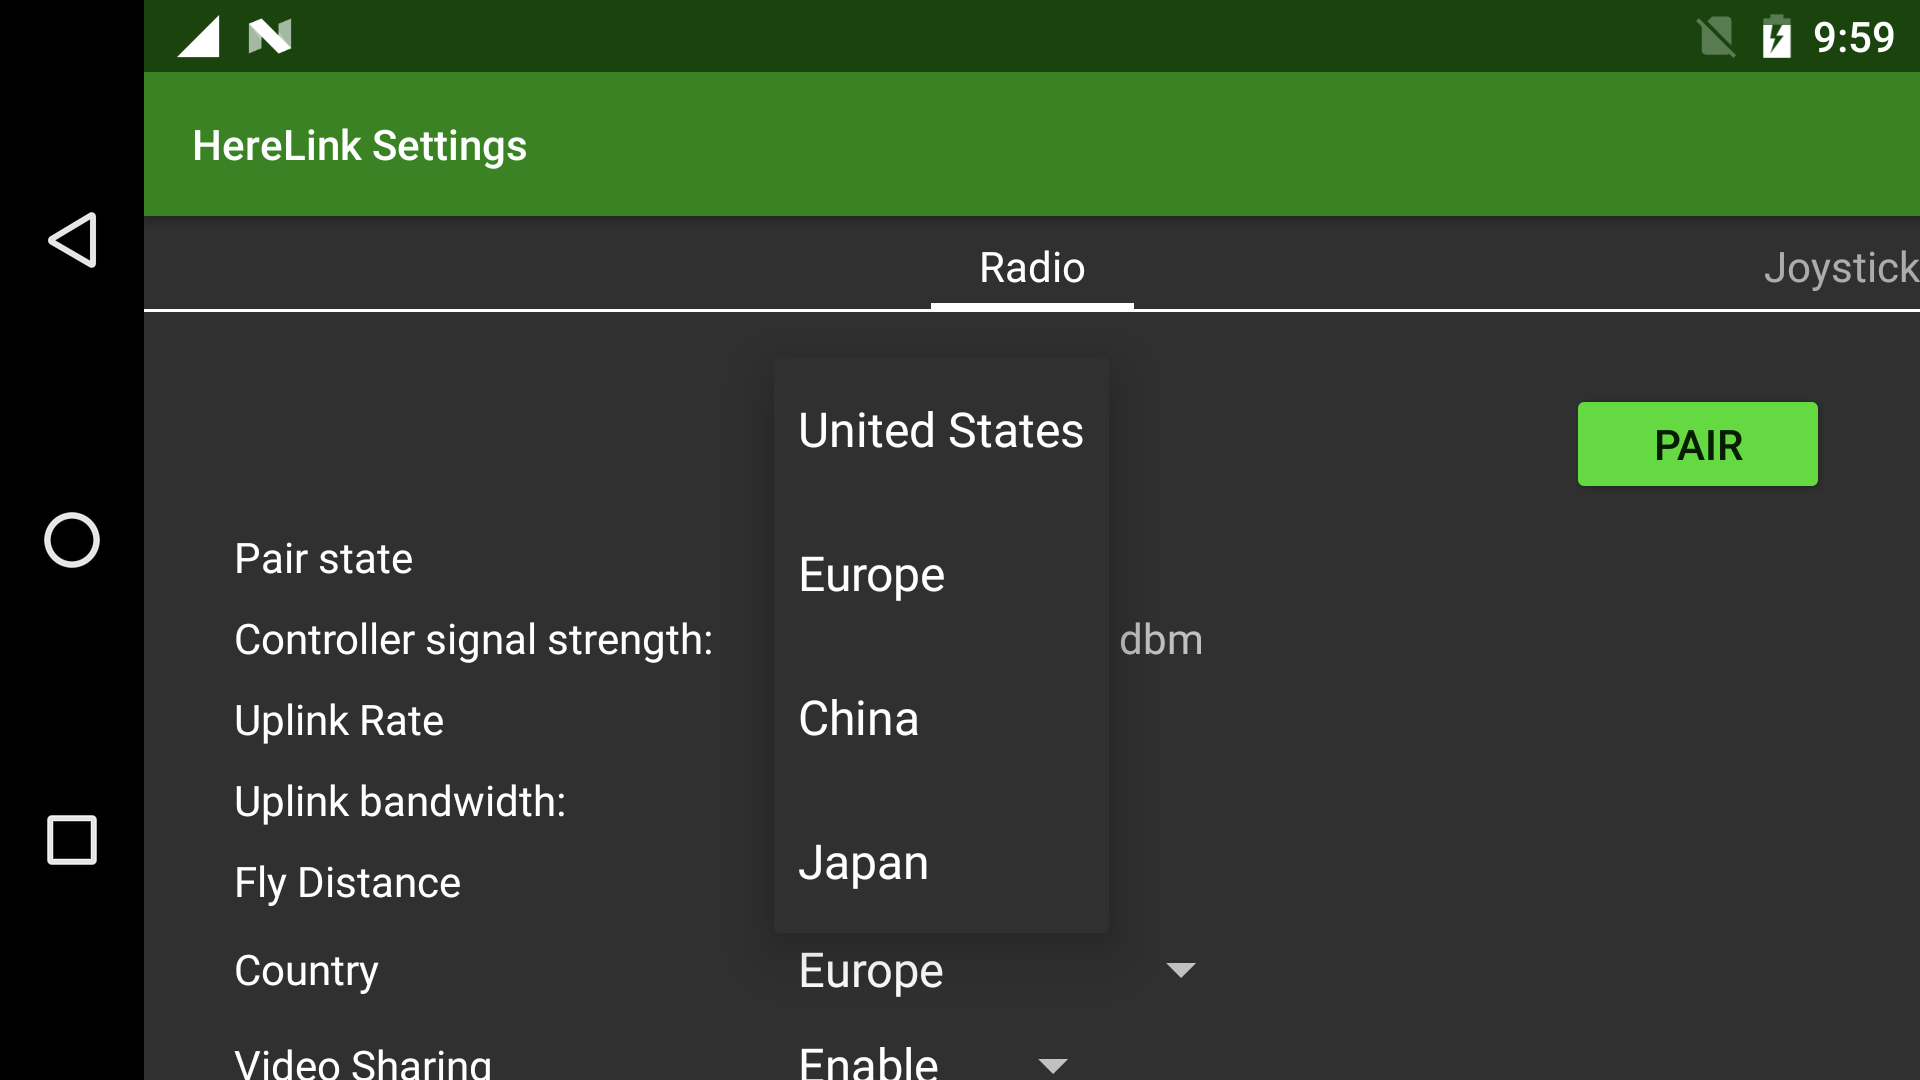 9:59
HereLink Settings
Radio Joystick
United States
PAIR
Pair state
Europe
Controller signal strength: dbm
Uplink Rate
China
Uplink bandwidth:
Japan
Fly Distance
Country Europe
Video Sharing Enable